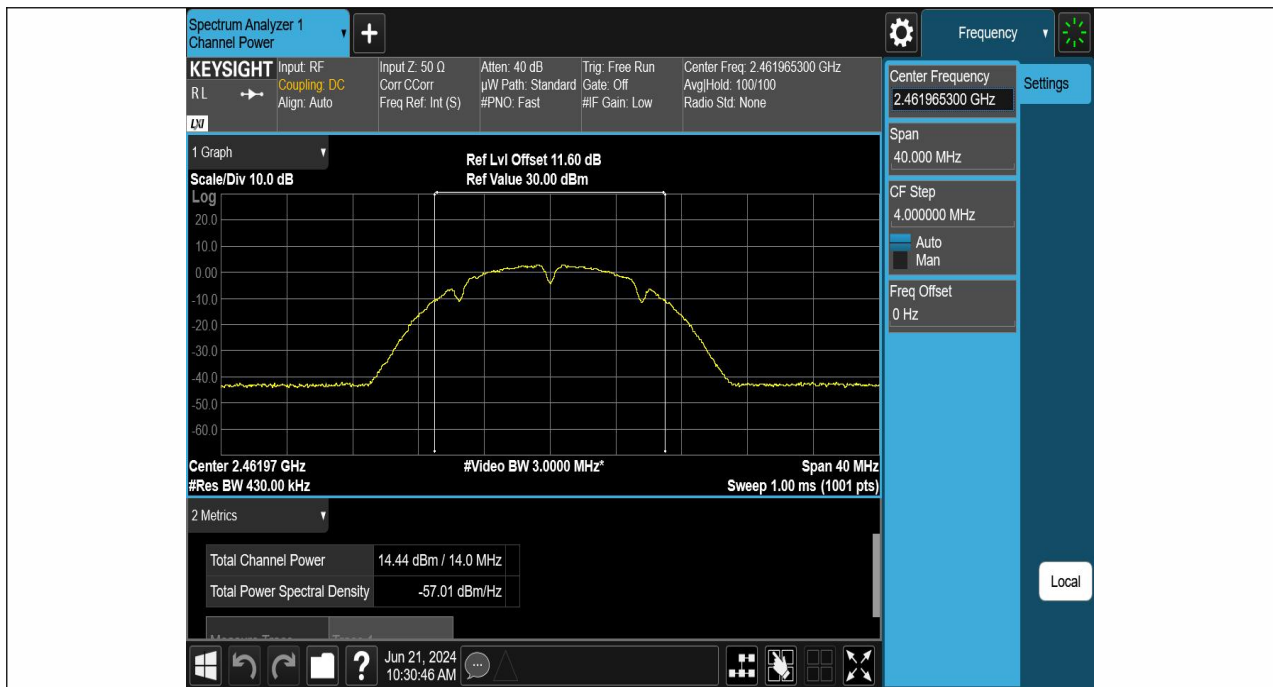 Spectrum Analyzer 1
Channel Power
+
Frequency
KEYSIGHT
R L
LXI
Input: RF
Coupling: DC
Align: Auto
Input Z: 50 Ω
Corr CCorr
Freq Ref: Int (S)
Atten: 40 dB
µW Path: Standard
#PNO: Fast
Trig: Free Run
Gate: Off
#IF Gain: Low
Center Freq: 2.461965300 GHz
Avg|Hold: 100/100
Radio Std: None
Center Frequency
2.461965300 GHz
Settings
Span
40.000 MHz
CF Step
4.000000 MHz
Auto
Man
Freq Offset
0 Hz
1 Graph
Scale/Div 10.0 dB
Ref Lvl Offset 11.60 dB
Ref Value 30.00 dBm
Log
20.0
10.0
0.00
-10.0
-20.0
-30.0
-40.0
-50.0
-60.0
Center 2.46197 GHz
#Video BW 3.0000 MHz*
Span 40 MHz
#Res BW 430.00 kHz
Sweep 1.00 ms (1001 pts)
2 Metrics
Total Channel Power 14.44 dBm / 14.0 MHz
Total Power Spectral Density -57.01 dBm/Hz
Local
?
Jun 21, 2024
10:30:46 AM